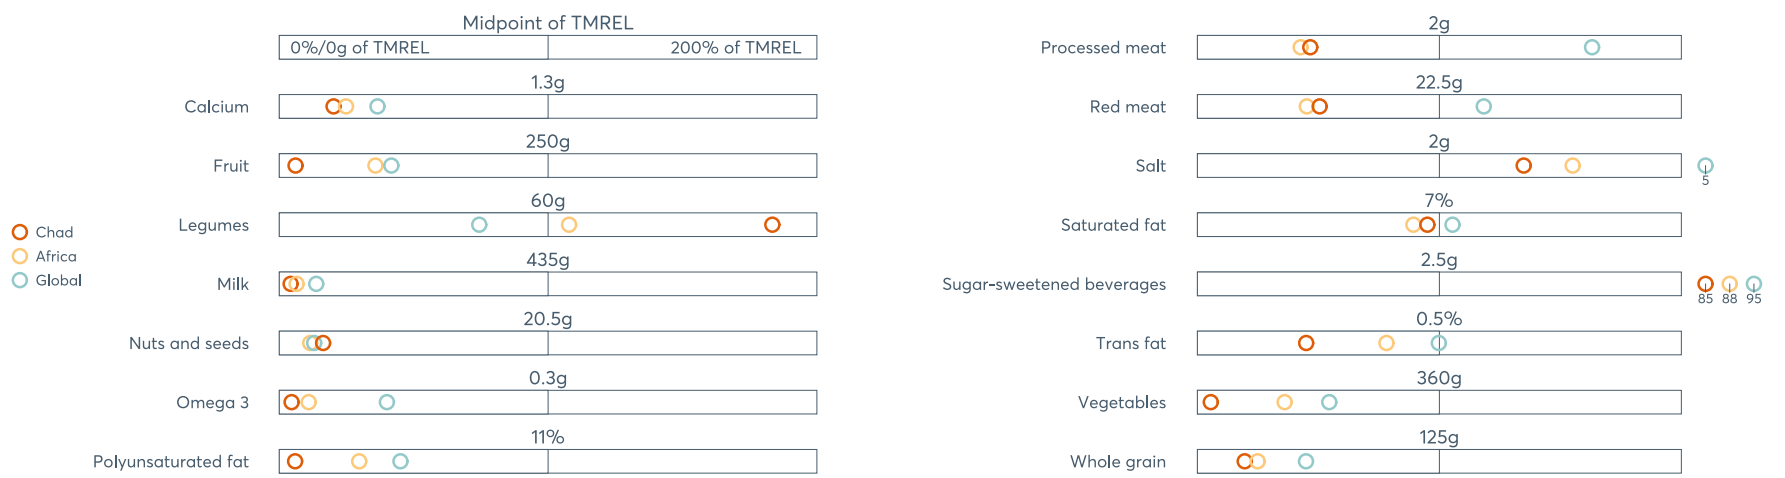 Midpoint of TMREL
0%/0g of TMREL 200% of TMREL
1.3g
Calcium
250g
Fruit
60g
Legumes
435g
Milk
20.5g
Nuts and seeds
0.3g
Omega 3
11%
Polyunsaturated fat
Chad
Africa
Global
2g
Processed meat
22.5g
Red meat
2g
Salt
5
7%
Saturated fat
2.5g
Sugar-sweetened beverages
85 88 95
0.5%
Trans fat
360g
Vegetables
125g
Whole grain